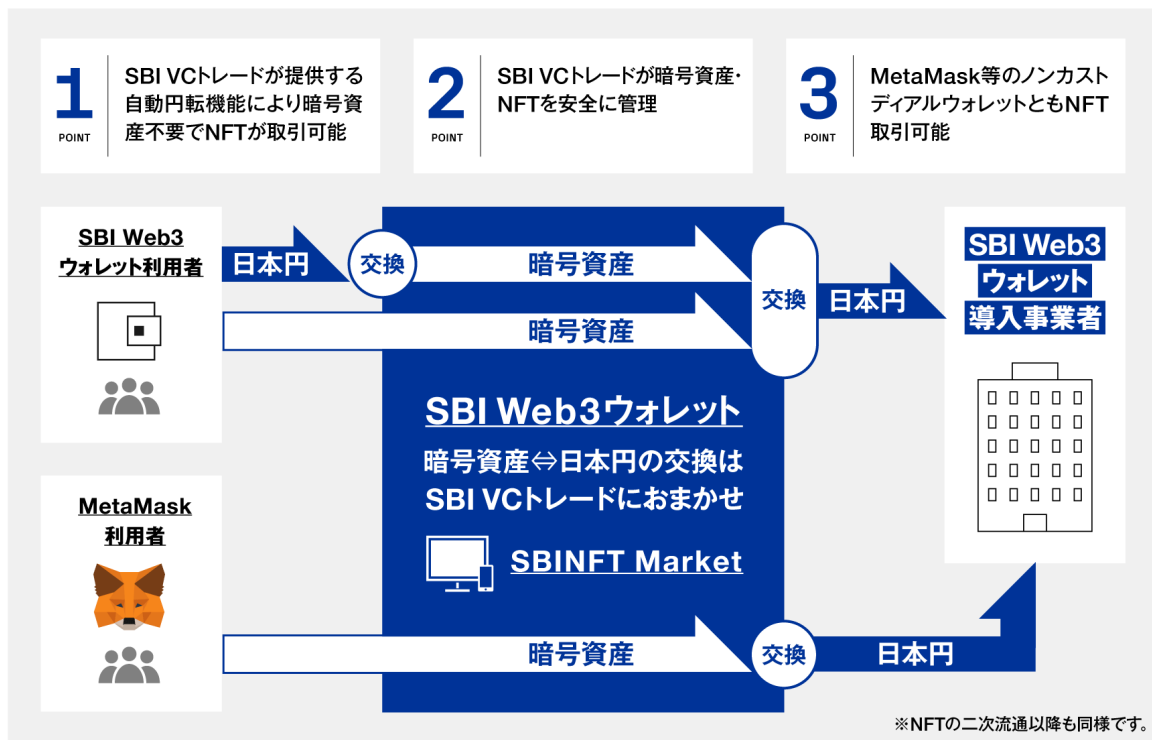 1
POINT
SBI VCトレードが提供する
自動円転機能により暗号資
産不要でNFTが取引可能
2
POINT
SBI VCトレードが暗号資産・
NFTを安全に管理
3
POINT
MetaMask等のノンカスト
ディアルウォレットともNFT
取引可能
SBI Web3
ウォレット利用者
日本円
交換
暗号資産
暗号資産
交換
日本円
SBI Web3
ウォレット
導入事業者
SBI Web3ウォレット
暗号資産⇔日本円の交換は
SBI VCトレードにおまかせ
SBINFT Market
MetaMask
利用者
暗号資産
交換
日本円
※NFTの二次流通以降も同様です。